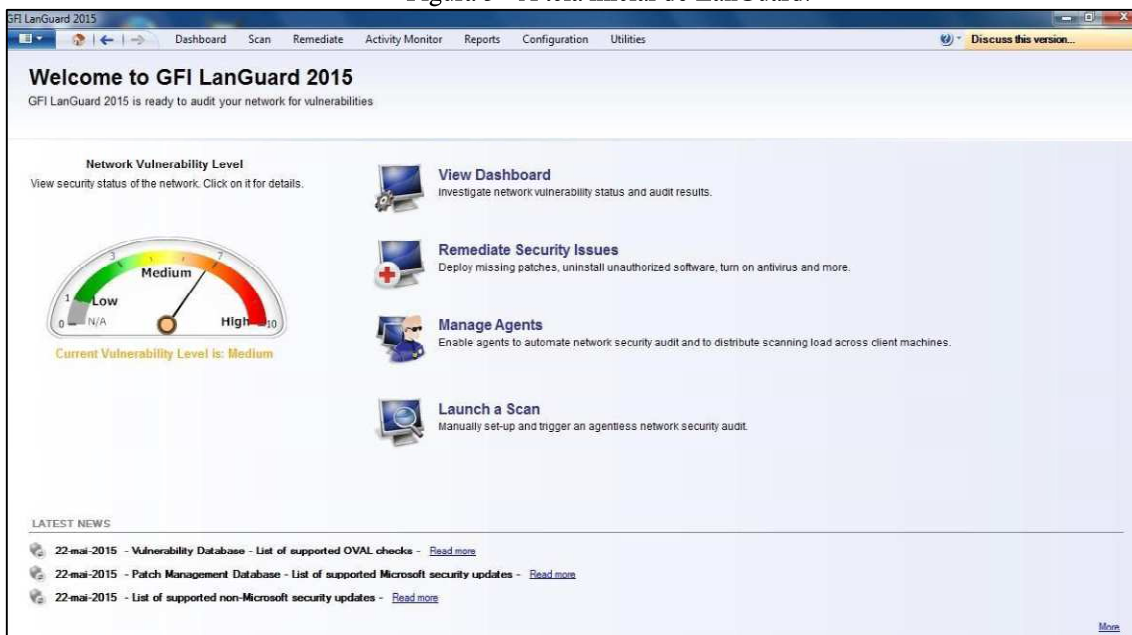 GFI LanGuard 2015
Dashboard Scan Remediate Activity Monitor Reports Configuration Utilities Discuss this version...
Welcome to GFI LanGuard 2015
GFI LanGuard 2015 is ready to audit your network for vulnerabilities
Network Vulnerability Level
View security status of the network. Click on it for details.
3
7
Medium
1
Low
0
N/A
High
10
Current Vulnerability Level is: Medium
View Dashboard
Investigate network vulnerability status and audit results.
Remediate Security Issues
Deploy missing patches, uninstall unauthorized software, turn on antivirus and more.
Manage Agents
Enable agents to automate network security audit and to distribute scanning load across client machines.
Launch a Scan
Manually set-up and trigger an agentless network security audit.
LATEST NEWS
22-mai-2015 - Vulnerability Database - List of supported OVAL checks - Read more
22-mai-2015 - Patch Management Database - List of supported Microsoft security updates - Read more
22-mai-2015 - List of supported non-Microsoft security updates - Read more
More